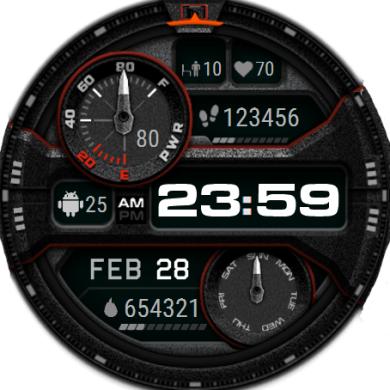 10 70
60 80 F
40 123456
20 80
E PWR
25 AM 23:59
PM
FEB 28
654321
SUN MON TUE WED THU FRI SAT